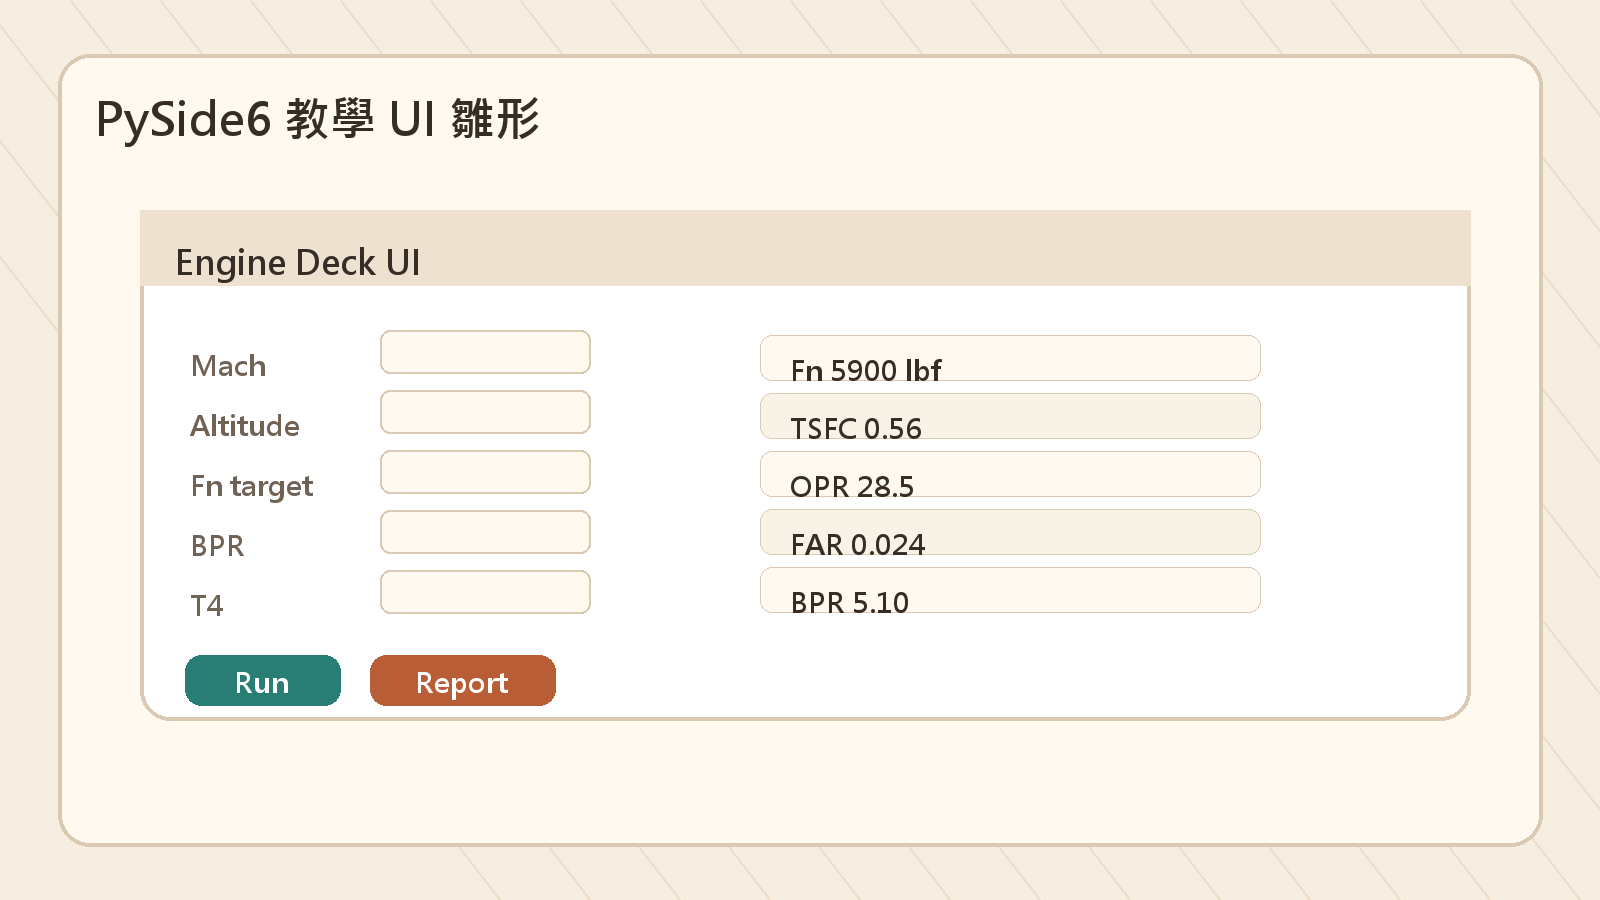 PySide6 教學 UI 雛形
Engine Deck UI
Mach
Altitude
Fn target
BPR
T4
Fn 5900 lbf
TSFC 0.56
OPR 28.5
FAR 0.024
BPR 5.10
Run
Report